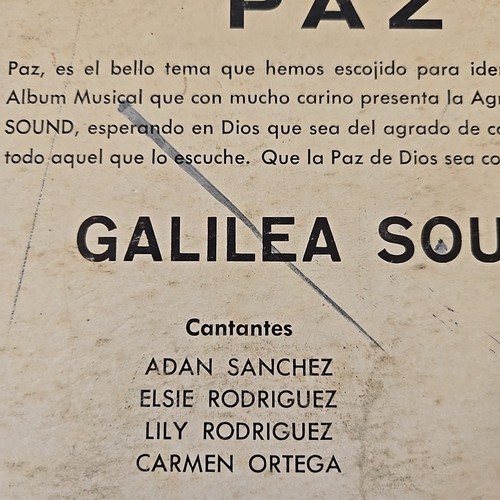 PAZ
Paz, es el bello tema que hemos escojido para
Album Musical que con mucho carino presenta la
SOUND, esperando en Dios que sea del agrado de
todo aquel que lo escuche. Que la Paz de Dios sea
GALILEA
Cantantes
ADAN SANCHEZ
ELSIE RODRIGUEZ
LILY RODRIGUEZ
CARMEN ORTEGA